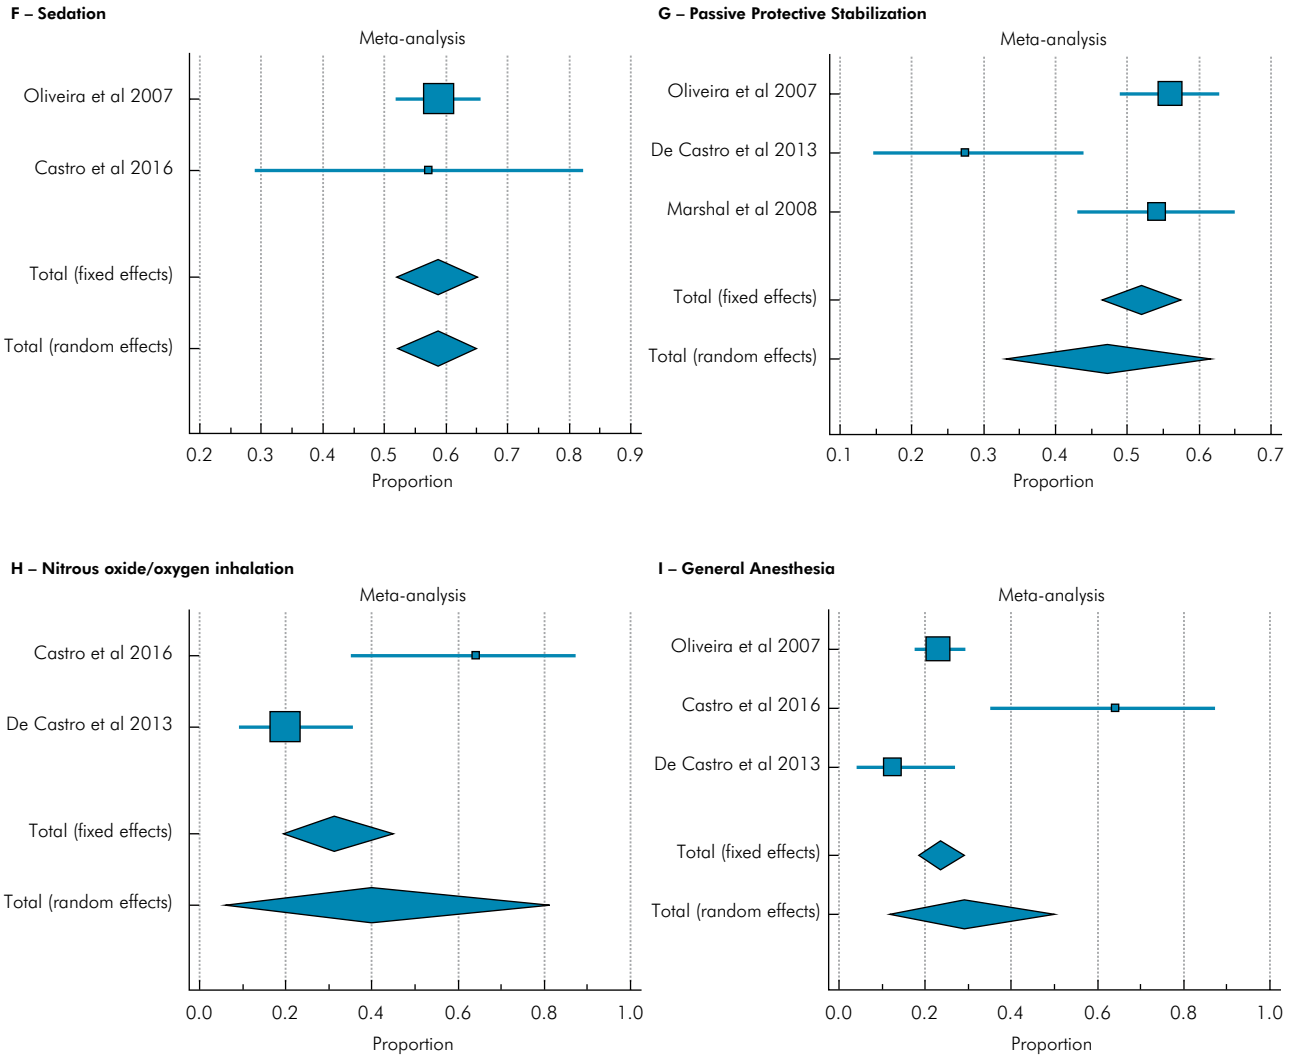 F – Sedation
Meta-analysis
Oliveira et al 2007
Castro et al 2016
Total (fixed effects)
Total (random effects)
0.2 0.3 0.4 0.5 0.6 0.7 0.8 0.9
Proportion
G – Passive Protective Stabilization
Meta-analysis
Oliveira et al 2007
De Castro et al 2013
Marshal et al 2008
Total (fixed effects)
Total (random effects)
0.1 0.2 0.3 0.4 0.5 0.6 0.7
Proportion
H – Nitrous oxide/oxygen inhalation
Meta-analysis
Castro et al 2016
De Castro et al 2013
Total (fixed effects)
Total (random effects)
0.0 0.2 0.4 0.6 0.8 1.0
Proportion
I – General Anesthesia
Meta-analysis
Oliveira et al 2007
Castro et al 2016
De Castro et al 2013
Total (fixed effects)
Total (random effects)
0.0 0.2 0.4 0.6 0.8 1.0
Proportion